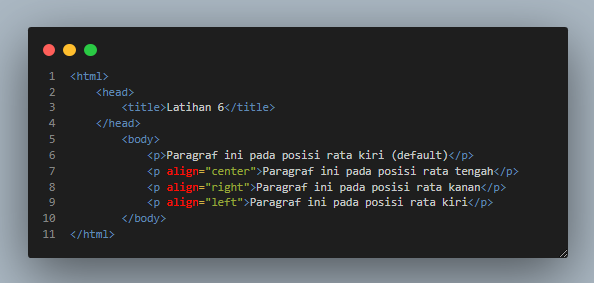 1 <html>
2 <head>
3 <title>Latihan 6</title>
4 </head>
5 <body>
6 <p>Paragraf ini pada posisi rata kiri (default)</p>
7 <p align="center">Paragraf ini pada posisi rata tengah</p>
8 <p align="right">Paragraf ini pada posisi rata kanan</p>
9 <p align="left">Paragraf ini pada posisi rata kiri</p>
10 </body>
11 </html>